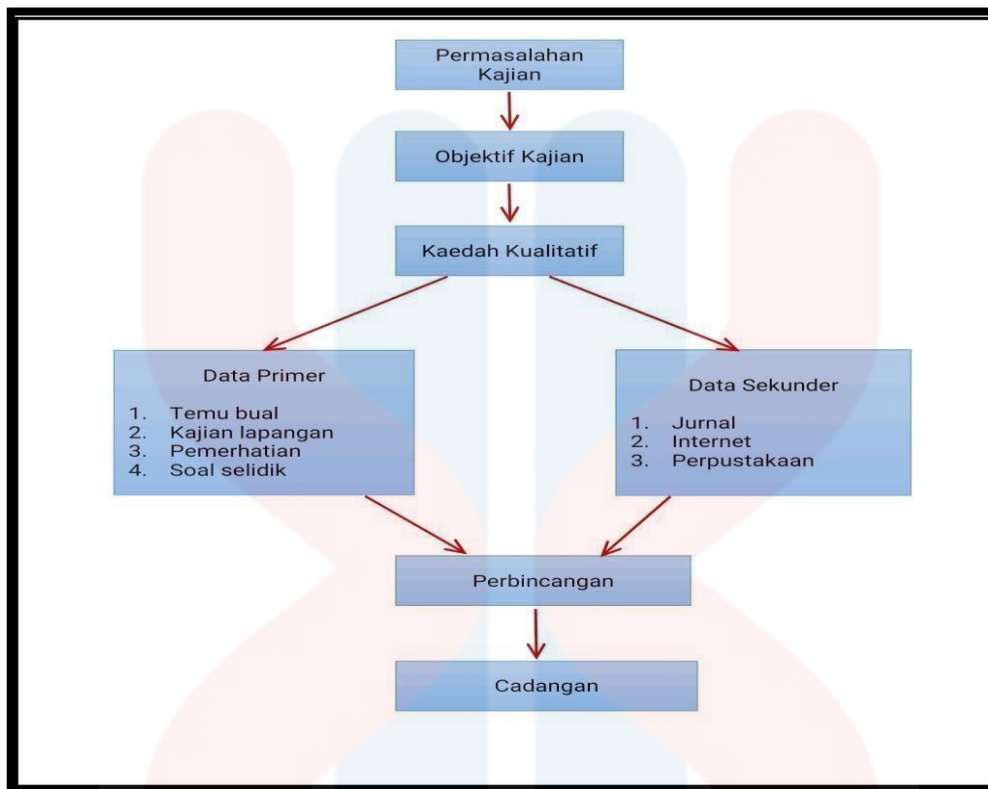 Permasalahan
Kajian
Objektif Kajian
Kaedah Kualitatif
Data Primer
1. Temu bual
2. Kajian lapangan
3. Pemerhatian
4. Soal selidik
Data Sekunder
1. Jurnal
2. Internet
3. Perpustakaan
Perbincangan
Cadangan